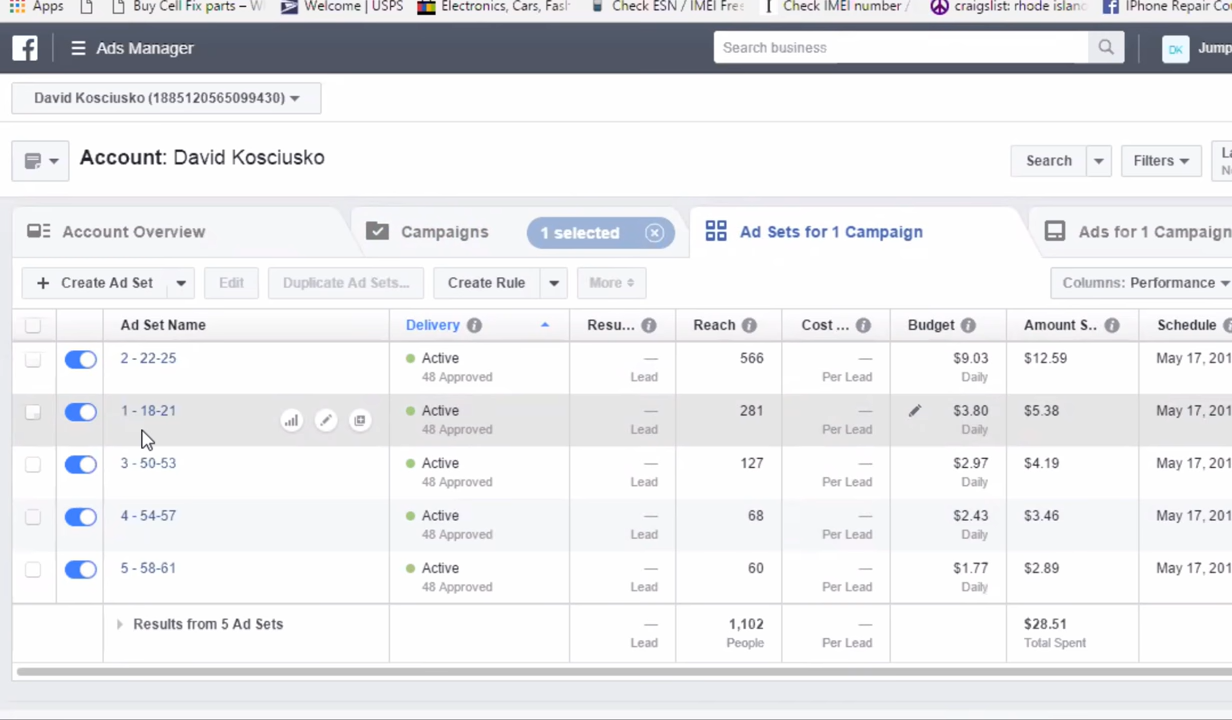 Apps Buy Cell Fix parts – W Welcome | USPS Electronics, Cars, Fash Check ESN / IMEI Free Check IMEI number / craigslist: rhode island IPhone Repair Cou
Ads Manager Search business DK Jump
David Kosciusko (1885120565099430)
Account: David Kosciusko Search Filters La
Account Overview Campaigns 1 selected Ad Sets for 1 Campaign Ads for 1 Campaign
+ Create Ad Set Edit Duplicate Ad Sets... Create Rule More Columns: Performance
Ad Set Name Delivery Resu... Reach Cost ... Budget Amount S.. Schedule
2 - 22-25 Active — 566 — $9.03 $12.59 May 17, 201
48 Approved Lead Per Lead Daily
1 - 18-21 Active — 281 — $3.80 $5.38 May 17, 201
48 Approved Lead Per Lead Daily
3 - 50-53 Active — 127 — $2.97 $4.19 May 17, 201
48 Approved Lead Per Lead Daily
4 - 54-57 Active — 68 — $2.43 $3.46 May 17, 201
48 Approved Lead Per Lead Daily
5 - 58-61 Active — 60 — $1.77 $2.89 May 17, 201
48 Approved Lead Per Lead Daily
Results from 5 Ad Sets — 1,102 — $28.51
Lead People Per Lead Total Spent